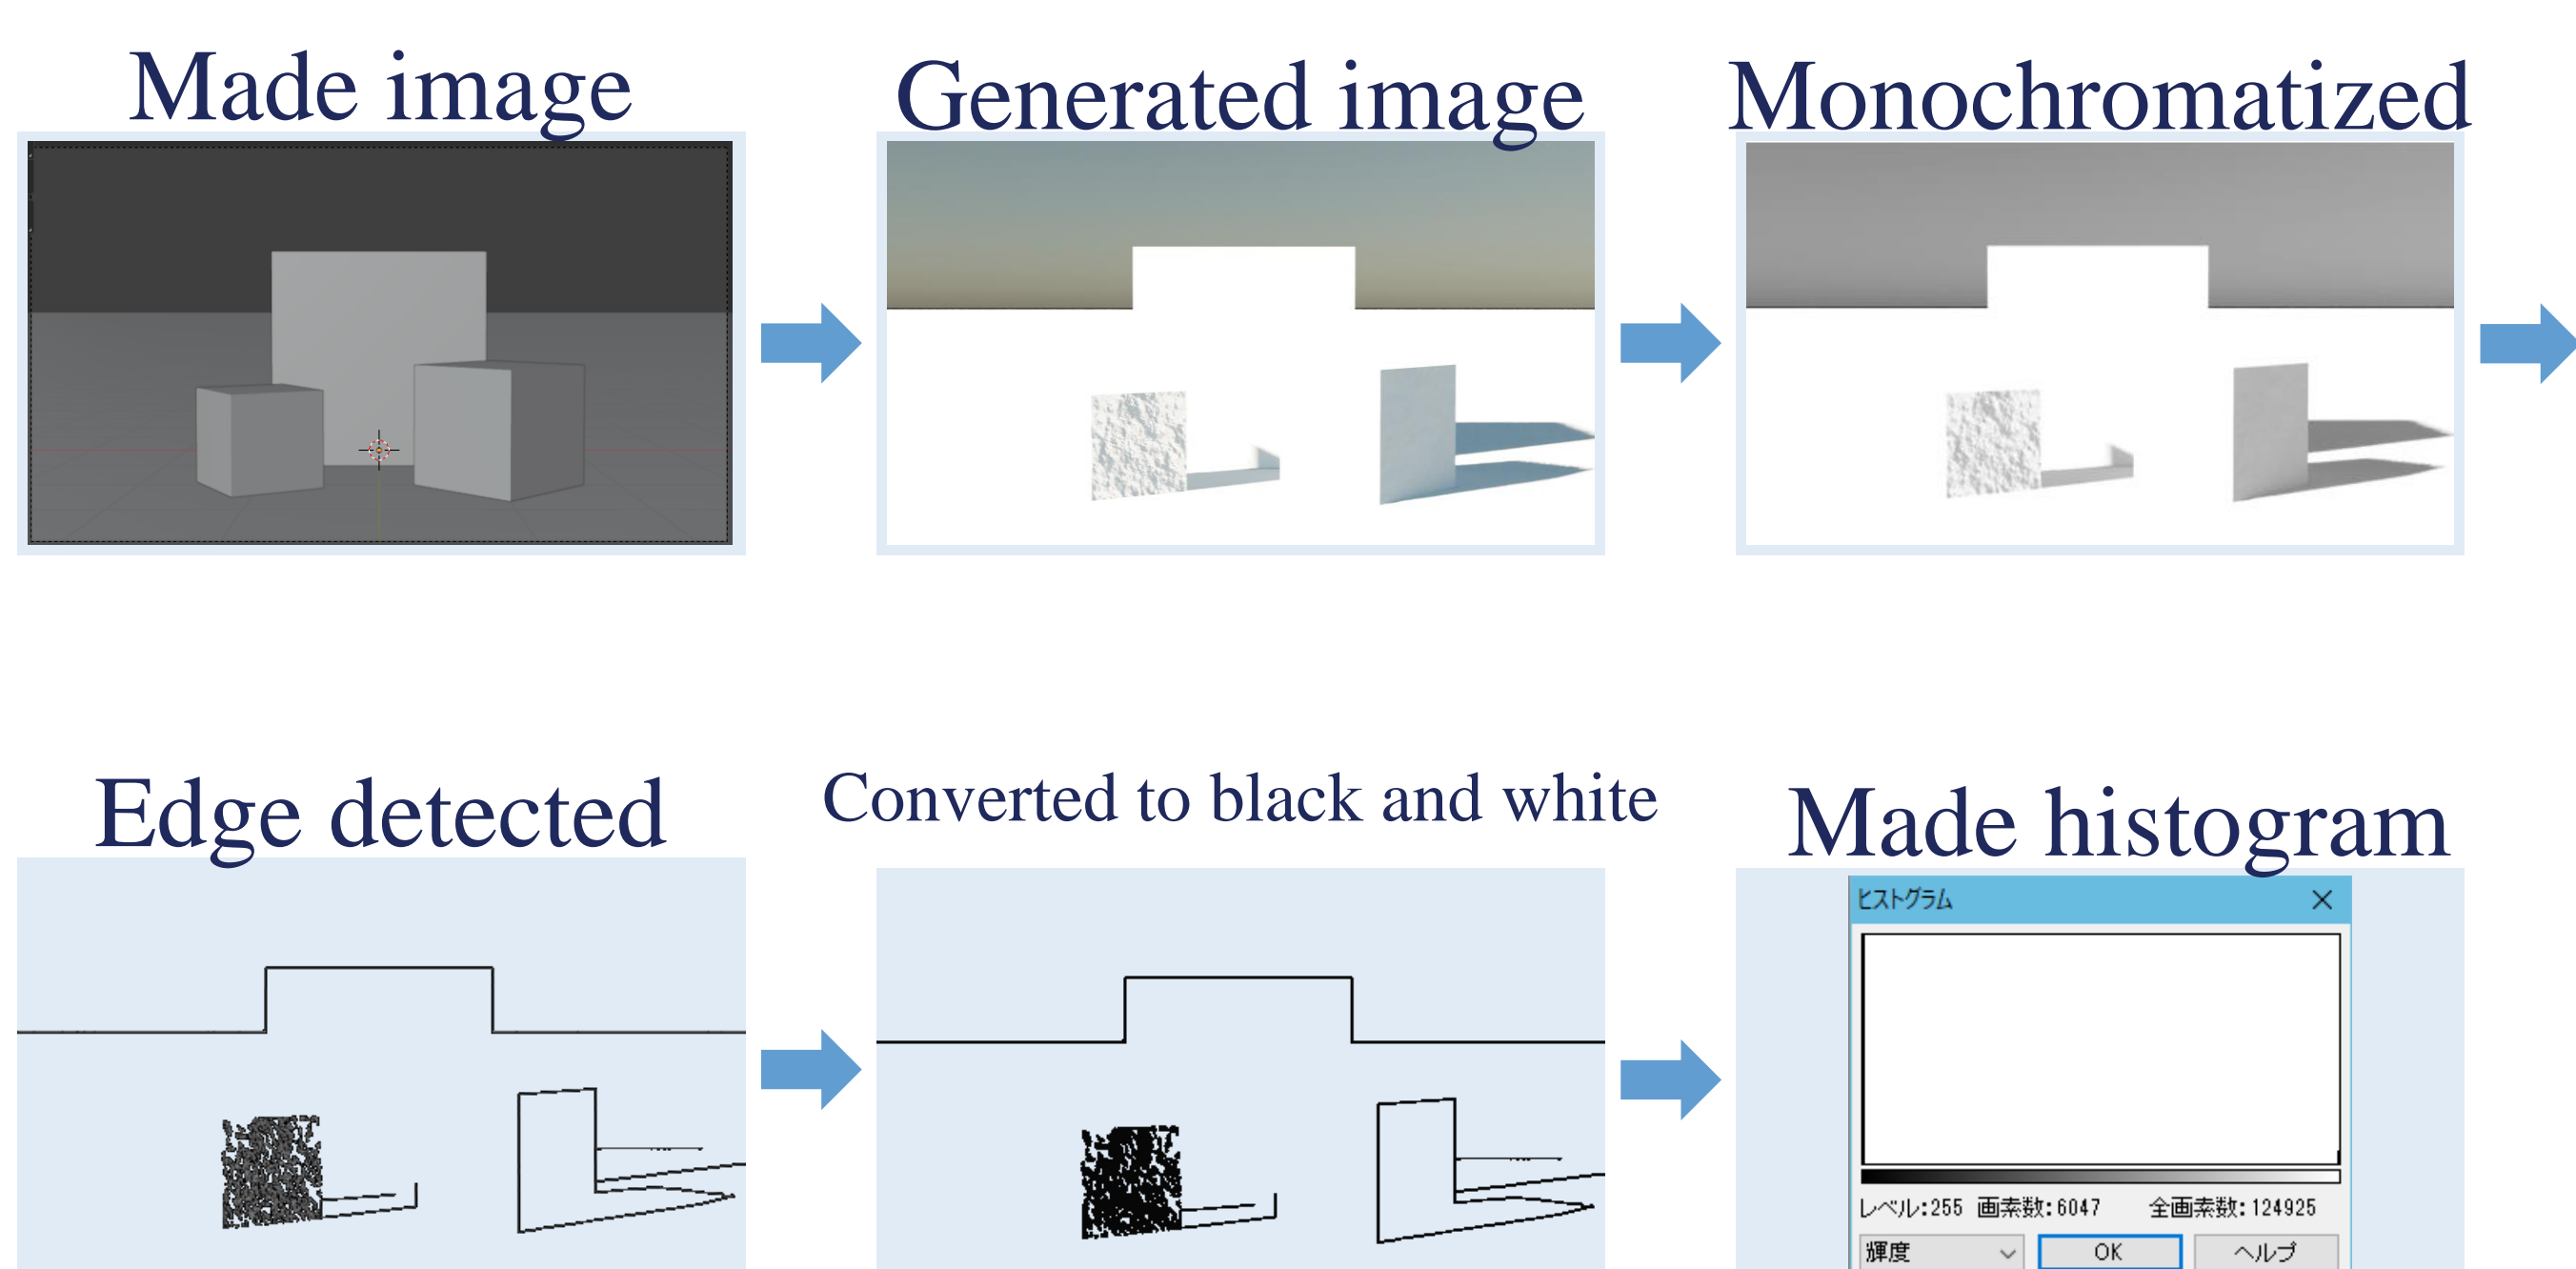 Made image
Generated image
Monochromatized
Edge detected
Converted to black and white
Made histogram
ヒストグラム
レベル:255 画素数:6047 全画素数:124925
輝度
OK
ヘルプ